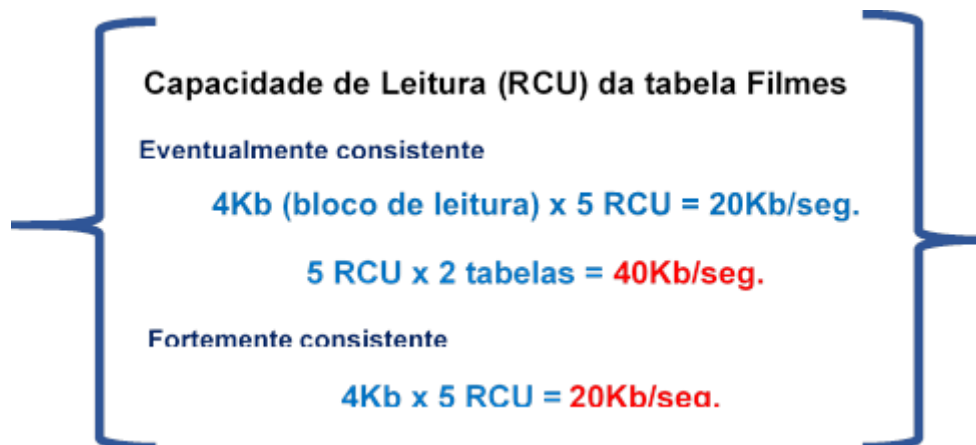 Capacidade de Leitura (RCU) da tabela Filmes
Eventualmente consistente
4Kb (bloco de leitura) x 5 RCU = 20Kb/seg.
5 RCU x 2 tabelas = 40Kb/seg.
Fortemente consistente
4Kb x 5 RCU = 20Kb/seg.